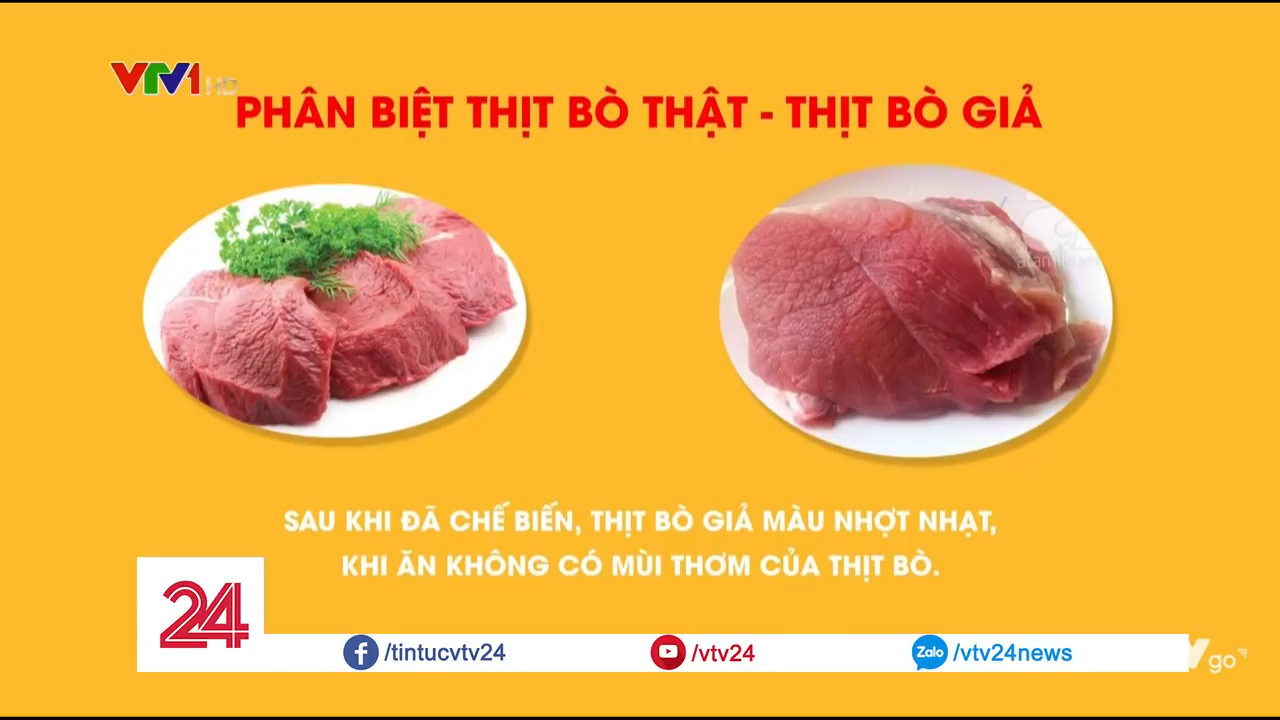 VTV1 HD
PHÂN BIỆT THỊT BÒ THẬT - THỊT BÒ GIẢ
SAU KHI ĐÃ CHẾ BIẾN, THỊT BÒ GIẢ MÀU NHỢT NHẠT,
KHI ĂN KHÔNG CÓ MÙI THƠM CỦA THỊT BÒ.
24
/tintucvtv24
/vtv24
Zalo /vtv24news
go